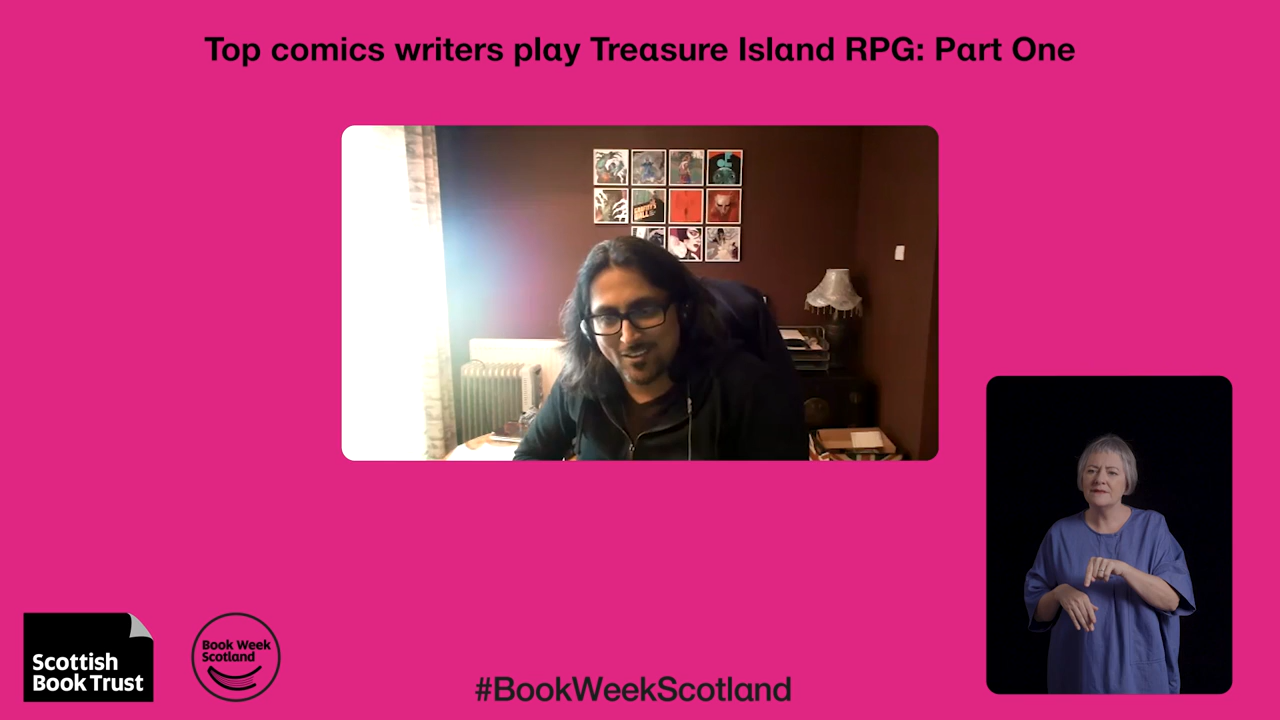 Top comics writers play Treasure Island RPG: Part One
Scottish
Book Trust
Book Week
Scotland
#BookWeekScotland